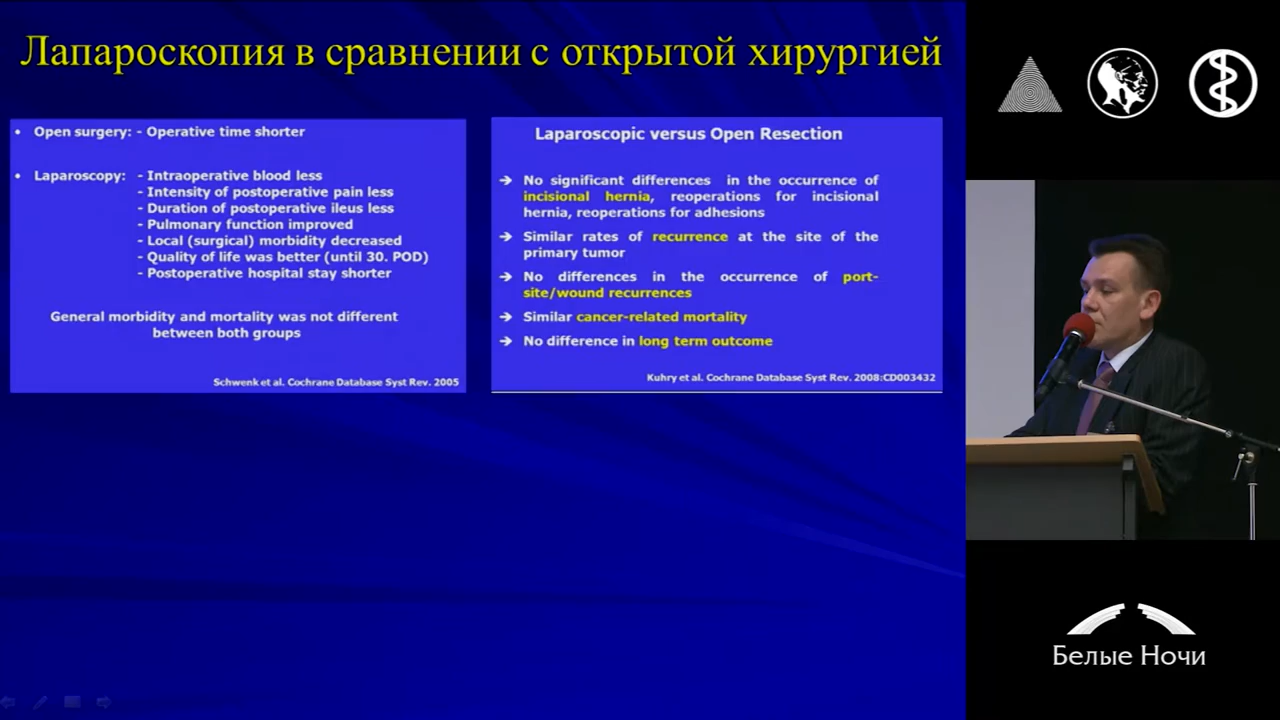 Лапароскопия в сравнении с открытой хирургией
• Open surgery: - Operative time shorter
• Laparoscopy: - Intraoperative blood less
- Intensity of postoperative pain less
- Duration of postoperative ileus less
- Pulmonary function improved
- Local (surgical) morbidity decreased
- Quality of life was better (until 30. POD)
- Postoperative hospital stay shorter
General morbidity and mortality was not different
between both groups
Schwenk et al. Cochrane Database Syst Rev. 2005
Laparoscopic versus Open Resection
→ No significant differences in the occurrence of
incisional hernia, reoperations for incisional
hernia, reoperations for adhesions
→ Similar rates of recurrence at the site of the
primary tumor
→ No differences in the occurrence of port-
site/wound recurrences
→ Similar cancer-related mortality
→ No difference in long term outcome
Kuhry et al. Cochrane Database Syst Rev. 2008:CD003432
Белые Ночи